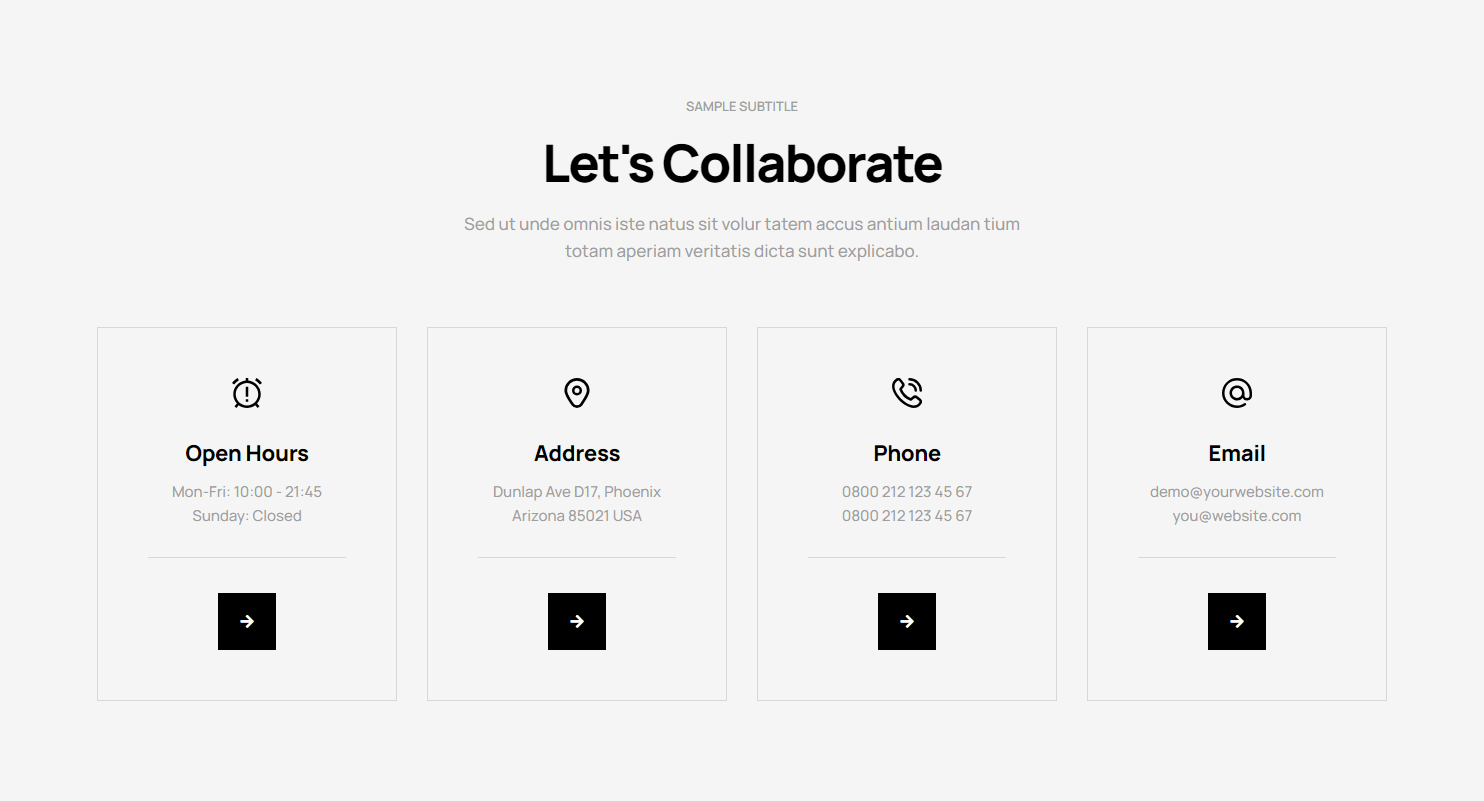 SAMPLE SUBTITLE
Let's Collaborate
Sed ut unde omnis iste natus sit volur tatem accus antium laudan tium
totam aperiam veritatis dicta sunt explicabo.
Open Hours
Mon-Fri: 10:00 - 21:45
Sunday: Closed
Address
Dunlap Ave D17, Phoenix
Arizona 85021 USA
Phone
0800 212 123 45 67
0800 212 123 45 67
Email
demo@yourwebsite.com
you@website.com